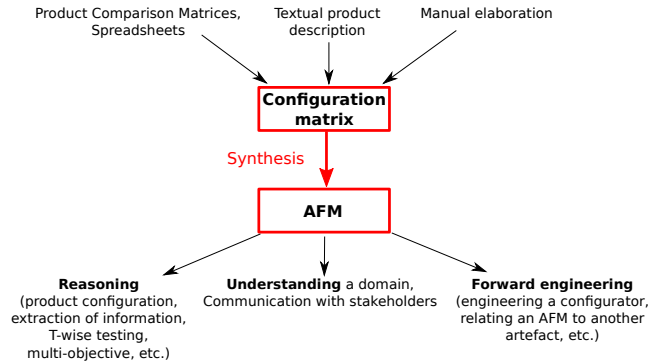 Product Comparison Matrices,
Spreadsheets
Textual product
description
Manual elaboration
Configuration
matrix
Synthesis
AFM
Reasoning
(product configuration,
extraction of information,
T-wise testing,
multi-objective, etc.)
Understanding a domain,
Communication with stakeholders
Forward engineering
(engineering a configurator,
relating an AFM to another
artefact, etc.)